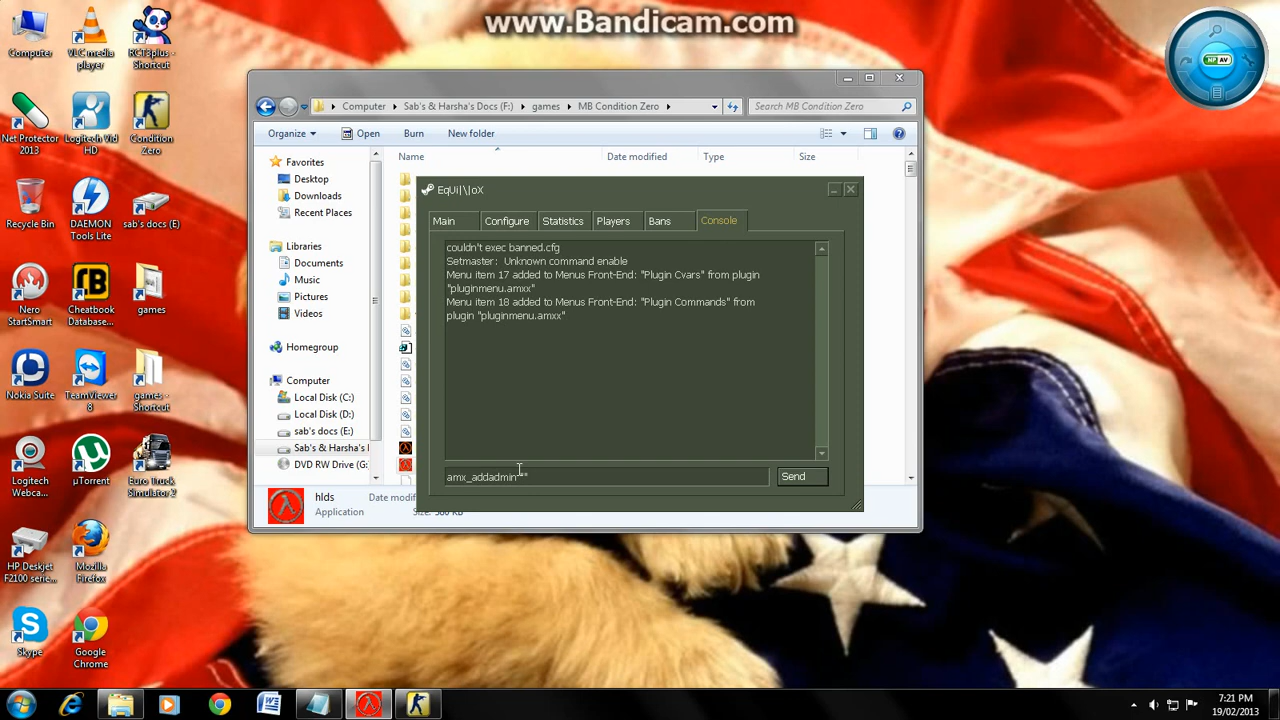 www.Bandicam.com
Computer
VLC media player
RCT3plus - Shortcut
Net Protector 2013
Logitech Vid HD
Condition Zero
Recycle Bin
DAEMON Tools Lite
sab's docs (E)
Nero StartSmart
Cheatbook Database...
games
Nokia Suite
TeamViewer 8
games - Shortcut
Logitech Webca...
µTorrent
Euro Truck Simulator 2
HP Deskjet F2100 serie...
Mozilla Firefox
Skype
Google Chrome
NP AV
Computer
Sab's & Harsha's Docs (F:)
games
MB Condition Zero
Search MB Condition Zero
Organize
Open
Burn
New folder
Name
Date modified
Type
Size
Favorites
Desktop
Downloads
Recent Places
Libraries
Documents
Music
Pictures
Videos
Homegroup
Computer
Local Disk (C:)
Local Disk (D:)
sab's docs (E:)
Sab's & Harsha's
DVD RW Drive (G:
hlds
Application
Date modif
EqUi|\|oX
Main
Configure
Statistics
Players
Bans
Console
couldn't exec banned.cfg
Setmaster: Unknown command enable
Menu item 17 added to Menus Front-End: "Plugin Cvars" from plugin
"pluginmenu.amxx"
Menu item 18 added to Menus Front-End: "Plugin Commands" from
plugin "pluginmenu.amxx"
amx_addadmin
Send
7:21 PM
19/02/2013